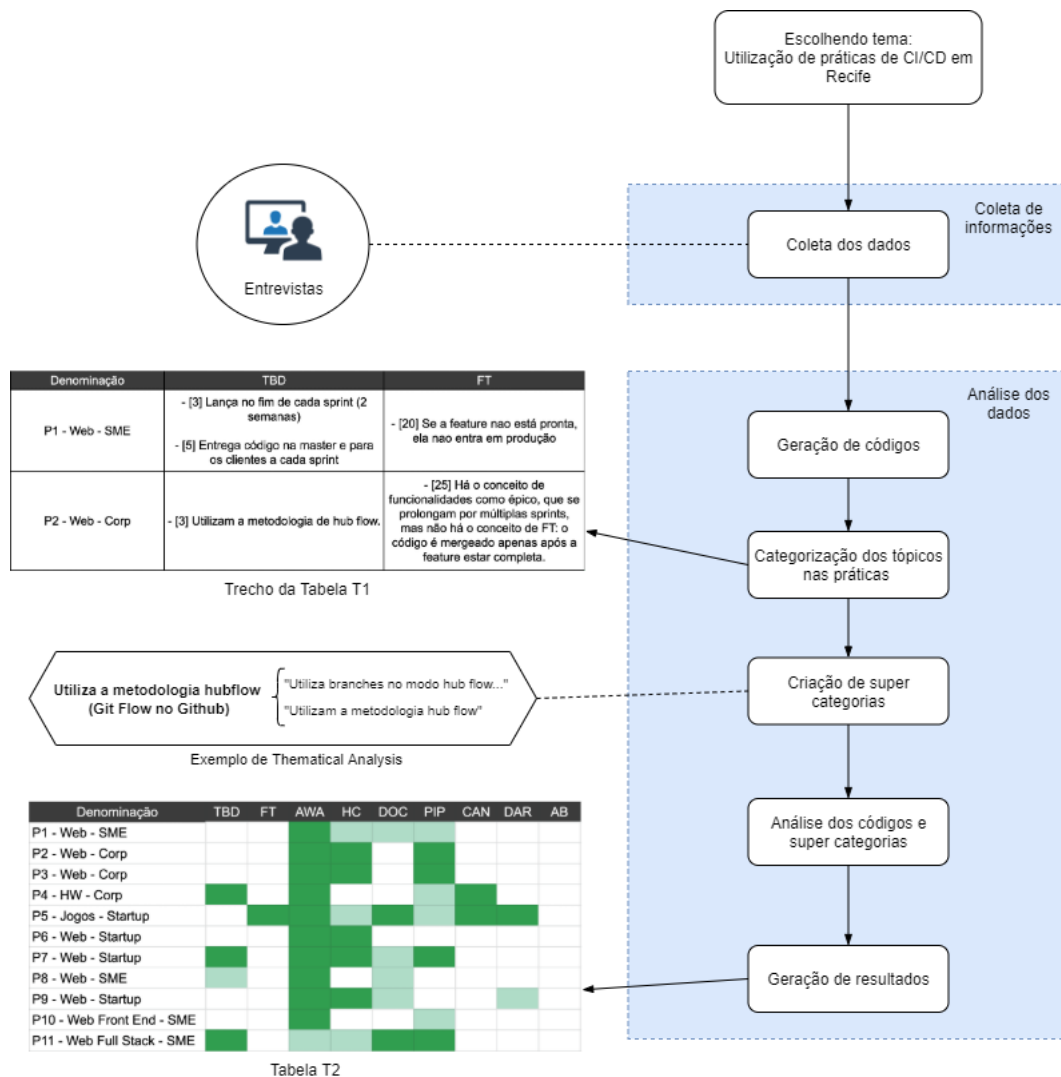 Escolhendo tema:
Utilização de práticas de CI/CD em
Recife
Coleta de
informações
Coleta dos dados
Entrevistas
Denominação TBD FT
P1 - Web - SME
- [3] Lança no fim de cada sprint (2
semanas)
- [5] Entrega código na master e para
os clientes a cada sprint
- [20] Se a feature nao está pronta,
ela nao entra em produção
P2 - Web - Corp
- [3] Utilizam a metodologia de hub flow.
- [25] Há o conceito de
funcionalidades como épico, que se
prolongam por múltiplas sprints,
mas não há o conceito de FT: o
código é mergeado apenas após a
feature estar completa.
Trecho da Tabela T1
Análise dos
dados
Geração de códigos
Categorização dos tópicos
nas práticas
Utiliza a metodologia hubflow
(Git Flow no Github)
"Utiliza branches no modo hub flow..."
"Utilizam a metodologia hub flow"
Exemplo de Thematical Analysis
Criação de super
categorias
Análise dos códigos e
super categorias
Geração de resultados
Denominação TBD FT AWA HC DOC PIP CAN DAR AB
P1 - Web - SME
P2 - Web - Corp
P3 - Web - Corp
P4 - HW - Corp
P5 - Jogos - Startup
P6 - Web - Startup
P7 - Web - Startup
P8 - Web - SME
P9 - Web - Startup
P10 - Web Front End - SME
P11 - Web Full Stack - SME
Tabela T2